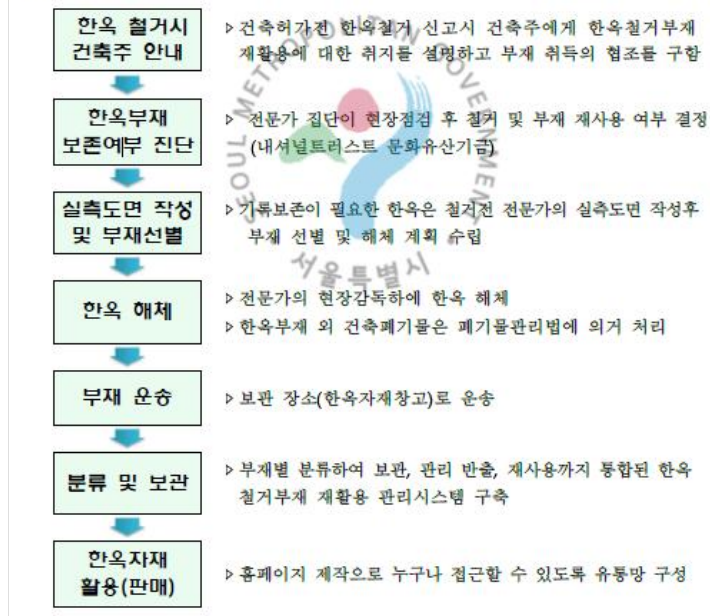 한옥 철거시
건축주 안내
▷건축허가전 한옥철거 신고시 건축주에게 한옥철거부재
재활용에 대한 취지를 설명하고 부재 취득의 협조를 구함
한옥부재
보존여부 진단
▷ 전문가 집단이 현장점검 후 철거 및 부재 재사용 여부 결정
(내셔널트러스트 문화유산기금)
실측도면 작성
및 부재선별
▷기록보존이 필요한 한옥은 철거전 전문가의 실측도면 작성후
부재 선별 및 해체 계획 수립
한옥 해체
▷전문가의 현장감독하에 한옥 해체
▷한옥부재 외 건축폐기물은 폐기물관리법에 의거 처리
부재 운송
▷보관 장소(한옥자재창고)로 운송
분류 및 보관
▷부재별 분류하여 보관, 관리 반출, 재사용까지 통합된 한옥
철거부재 재활용 관리시스템 구축
한옥자재
활용(판매)
▷홈페이지 제작으로 누구나 접근할 수 있도록 유통망 구성
SEOUL METROPOLITAN GOVERNMENT
서울특별시